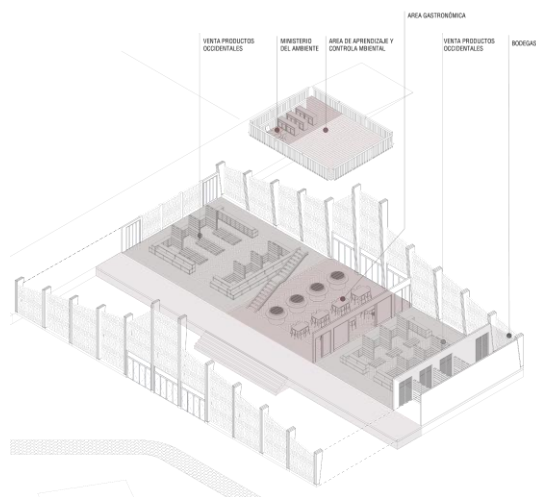 AREA GASTRONÓMICA
VENTA PRODUCTOS
OCCIDENTALES
MINISTERIO
DEL AMBIENTE
AREA DE APRENDIZAJE Y
CONTROLA MBIENTAL
VENTA PRODUCTOS
OCCIDENTALES
BODEGAS